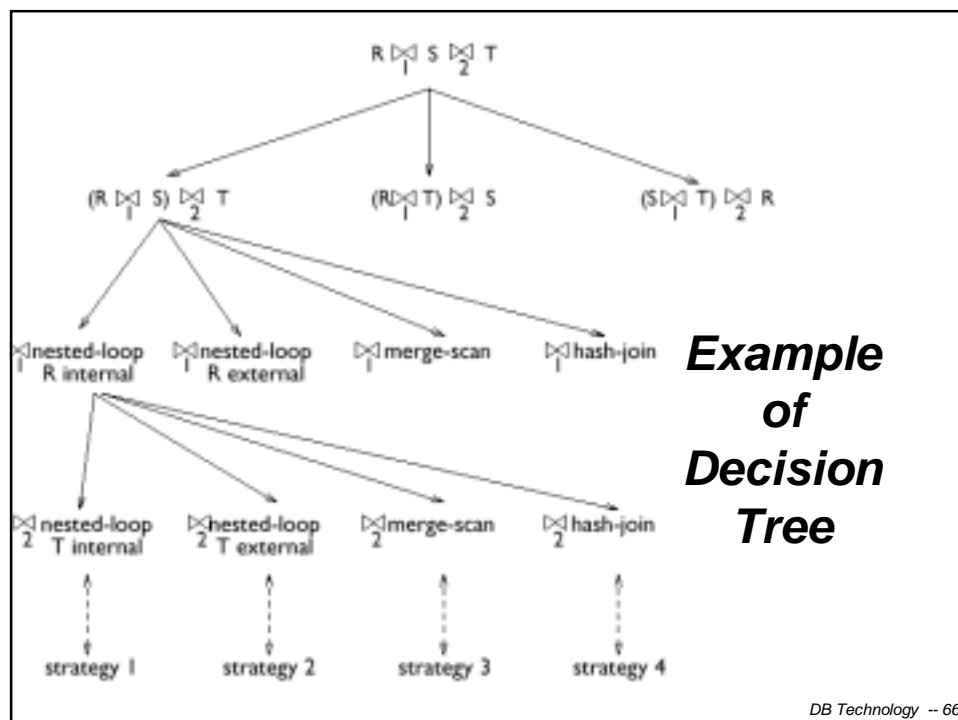 R ⋈1 S ⋈2 T
(R ⋈1 S) ⋈2 T (R⋈1 T) ⋈2 S (S⋈1 T) ⋈2 R
⋈1 nested-loop R internal
⋈1 nested-loop R external
⋈1 merge-scan
⋈1 hash-join
Example
of
Decision
Tree
⋈2 nested-loop T internal
⋈2 nested-loop T external
⋈2 merge-scan
⋈2 hash-join
strategy 1 strategy 2 strategy 3 strategy 4
DB Technology -- 66